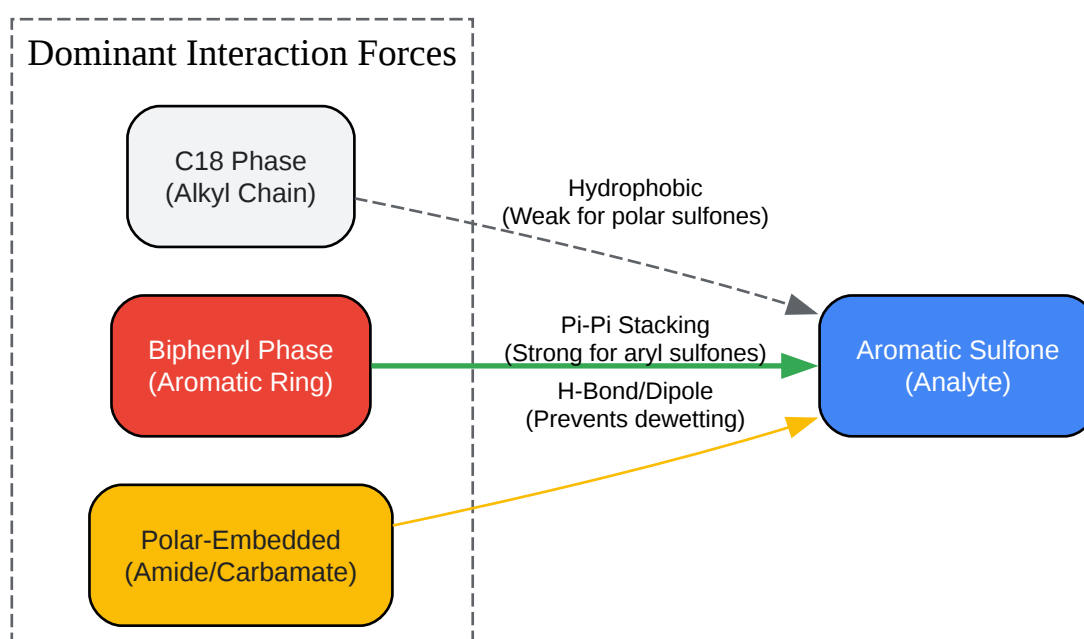 Dominant Interaction Forces
C18 Phase
(Alkyl Chain)
Hydrophobic
(Weak for polar sulfones)
Biphenyl Phase
(Aromatic Ring)
Pi-Pi Stacking
(Strong for aryl sulfones)
Aromatic Sulfone
(Analyte)
H-Bond/Dipole
(Prevents dewetting)
Polar-Embedded
(Amide/Carbamate)